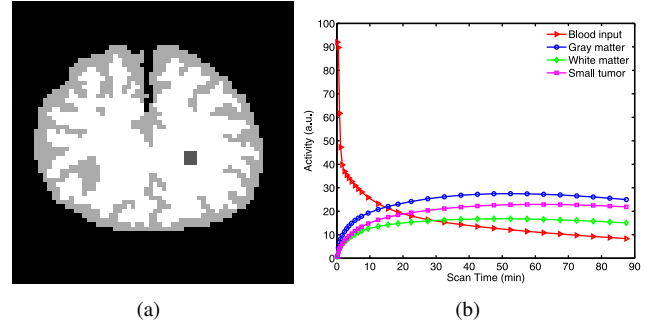 100
90
80
70
60
50
40
30
20
10
0
Activity (a.u.)
Blood input
Gray matter
White matter
Small tumor
0 10 20 30 40 50 60 70 80 90
Scan Time (min)
(a)
(b)